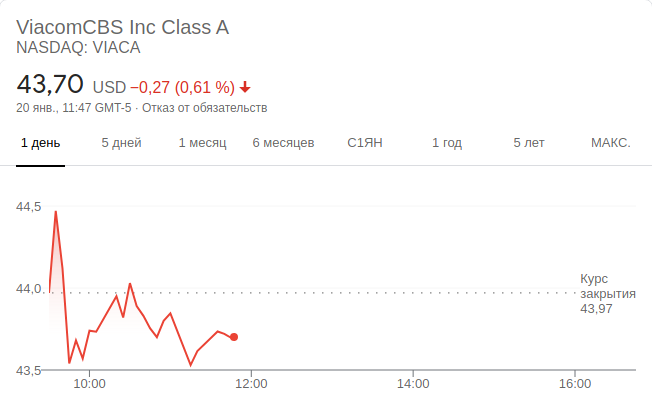 ViacomCBS Inc Class A
NASDAQ: VIACA
43,70 USD −0,27 (0,61 %)
20 янв., 11:47 GMT-5 · Отказ от обязательств
1 день 5 дней 1 месяц 6 месяцев С1ЯН 1 год 5 лет МАКС.
44,5
44,0
43,5
Курс
закрытия
43,97
10:00 12:00 14:00 16:00